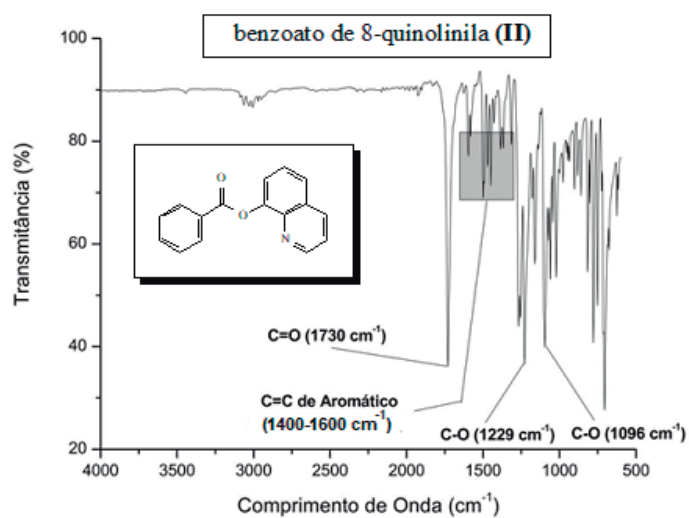 benzoato de 8-quinolinila (II)
100
80
60
40
20
Transmitância (%)
O
O
N
C=O (1730 cm⁻¹)
C=C de Aromático
(1400-1600 cm⁻¹)
C-O (1229 cm⁻¹)
C-O (1096 cm⁻¹)
4000 3500 3000 2500 2000 1500 1000 500
Comprimento de Onda (cm⁻¹)